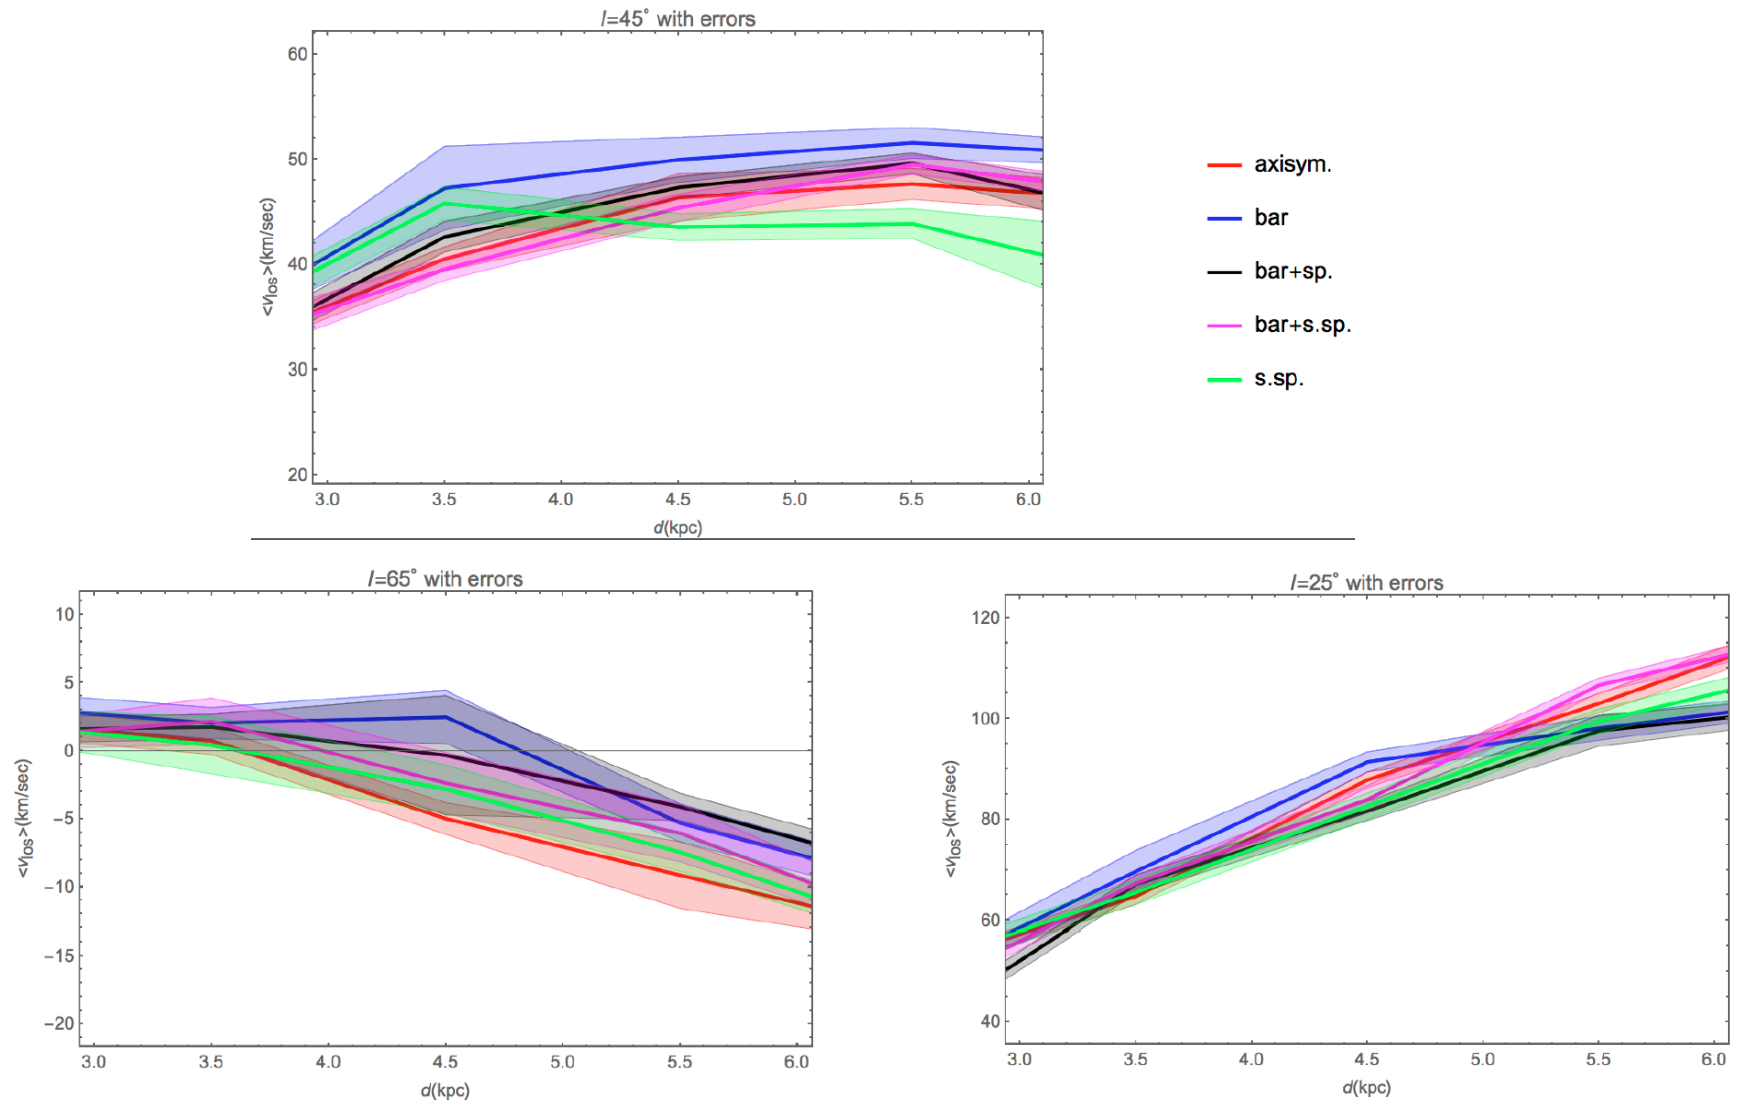 l=45° with errors
60
50
40
30
20
<vlos>(km/sec)
3.0 3.5 4.0 4.5 5.0 5.5 6.0
d(kpc)
axisym.
bar
bar+sp.
bar+s.sp.
s.sp.
l=65° with errors
10
5
0
−5
−10
−15
−20
<vlos>(km/sec)
3.0 3.5 4.0 4.5 5.0 5.5 6.0
d(kpc)
l=25° with errors
120
100
80
60
40
<vlos>(km/sec)
3.0 3.5 4.0 4.5 5.0 5.5 6.0
d(kpc)